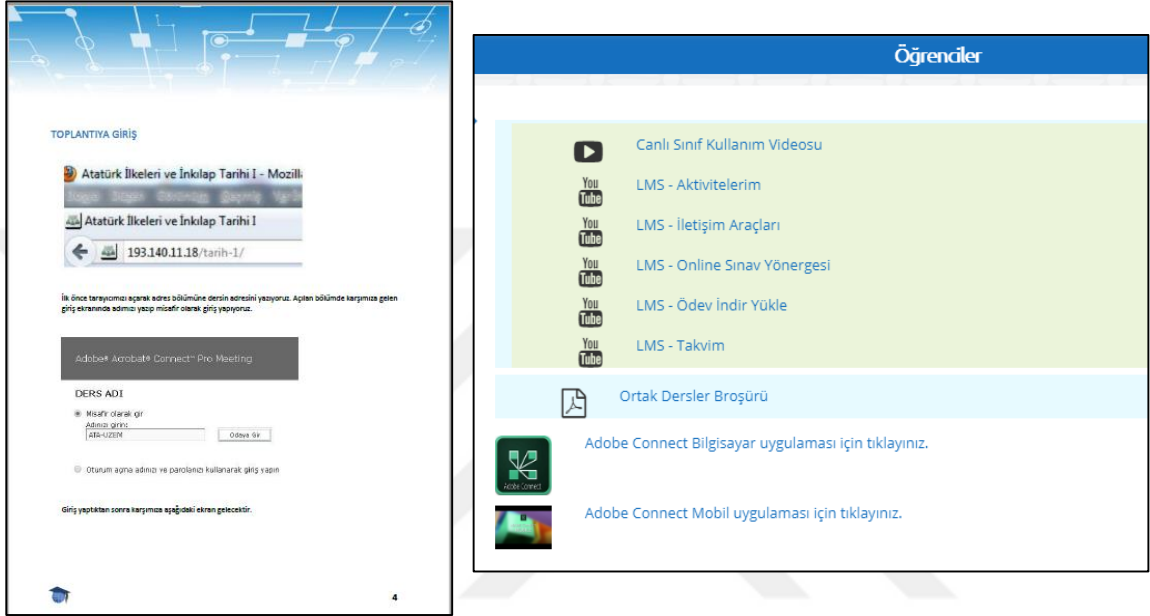 TOPLANTIYA GİRİŞ
Atatürk İlkeleri ve İnkılap Tarihi I - Mozill
Atatürk İlkeleri ve İnkılap Tarihi I
193.140.11.18/tarih-1/
İlk önce tarayıcımızı açarak adres bölümüne dersin adresini yazıyoruz. Açılan bölümde karşımıza gelen
giriş ekranında adımızı yazıp misafir olarak giriş yapıyoruz.
Adobe® Acrobat® Connect™ Pro Meeting
DERS ADI
Misafir olarak gir
Adınızı girin:
ATA-UZEM
Odaya Gir
Oturum açma adınızı ve parolanızı kullanarak giriş yapın
Giriş yaptıktan sonra karşımıza aşağıdaki ekran gelecektir.
4
Öğrenciler
Canlı Sınıf Kullanım Videosu
You Tube
LMS - Aktivitelerim
You Tube
LMS - İletişim Araçları
You Tube
LMS - Online Sınav Yönergesi
You Tube
LMS - Ödev İndir Yükle
You Tube
LMS - Takvim
Ortak Dersler Broşürü
Adobe Connect Bilgisayar uygulaması için tıklayınız.
Adobe Connect
Adobe Connect Mobil uygulaması için tıklayınız.